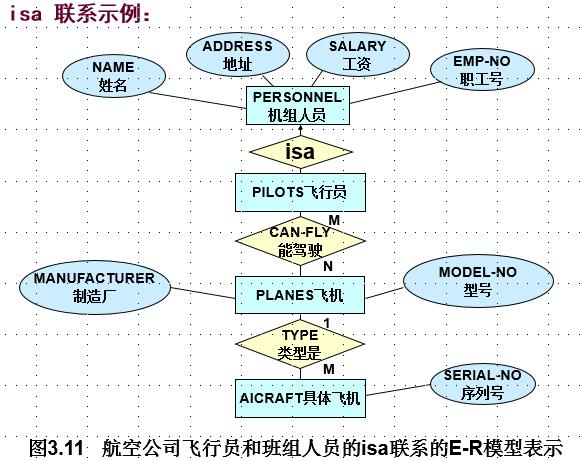 isa 联系示例：
ADDRESS
地址
SALARY
工资
NAME
姓名
EMP-NO
职工号
PERSONNEL
机组人员
isa
PILOTS飞行员
M
CAN-FLY
能驾驶
N
MANUFACTURER
制造厂
PLANES飞机
MODEL-NO
型号
1
TYPE
类型是
M
AICRAFT具体飞机
SERIAL-NO
序列号
图3.11 航空公司飞行员和班组人员的isa联系的E-R模型表示